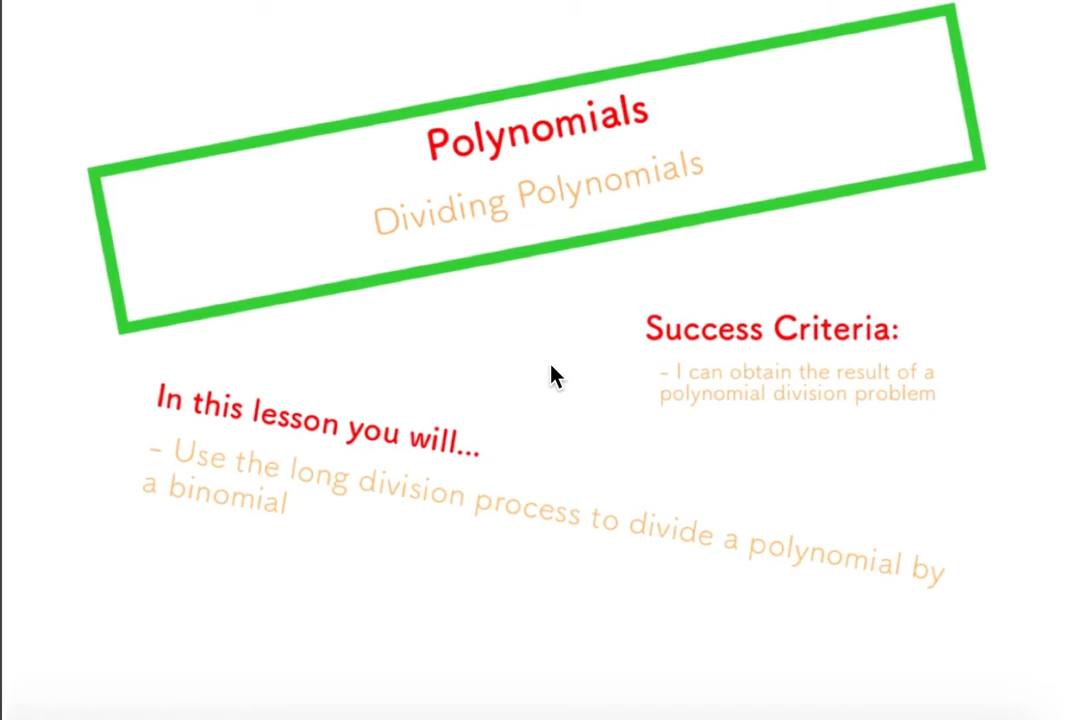 Polynomials
Dividing Polynomials
Success Criteria:
- I can obtain the result of a
polynomial division problem
In this lesson you will...
- Use the long division process to divide a polynomial by
a binomial